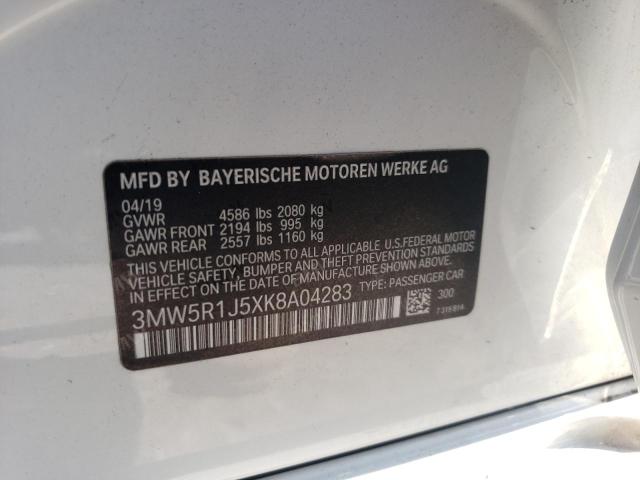 MFD BY BAYERISCHE MOTOREN WERKE AG
04/19
GVWR 4586 lbs 2080 kg
GAWR FRONT 2194 lbs 995 kg
GAWR REAR 2557 lbs 1160 kg
THIS VEHICLE CONFORMS TO ALL APPLICABLE U.S.FEDERAL MOTOR
VEHICLE SAFETY, BUMPER, AND THEFT PREVENTION STANDARDS IN
EFFECT ON THE DATE OF MANUFACTURE SHOWN ABOVE.
3MW5R1J5XK8A04283 TYPE: PASSENGER CAR
300